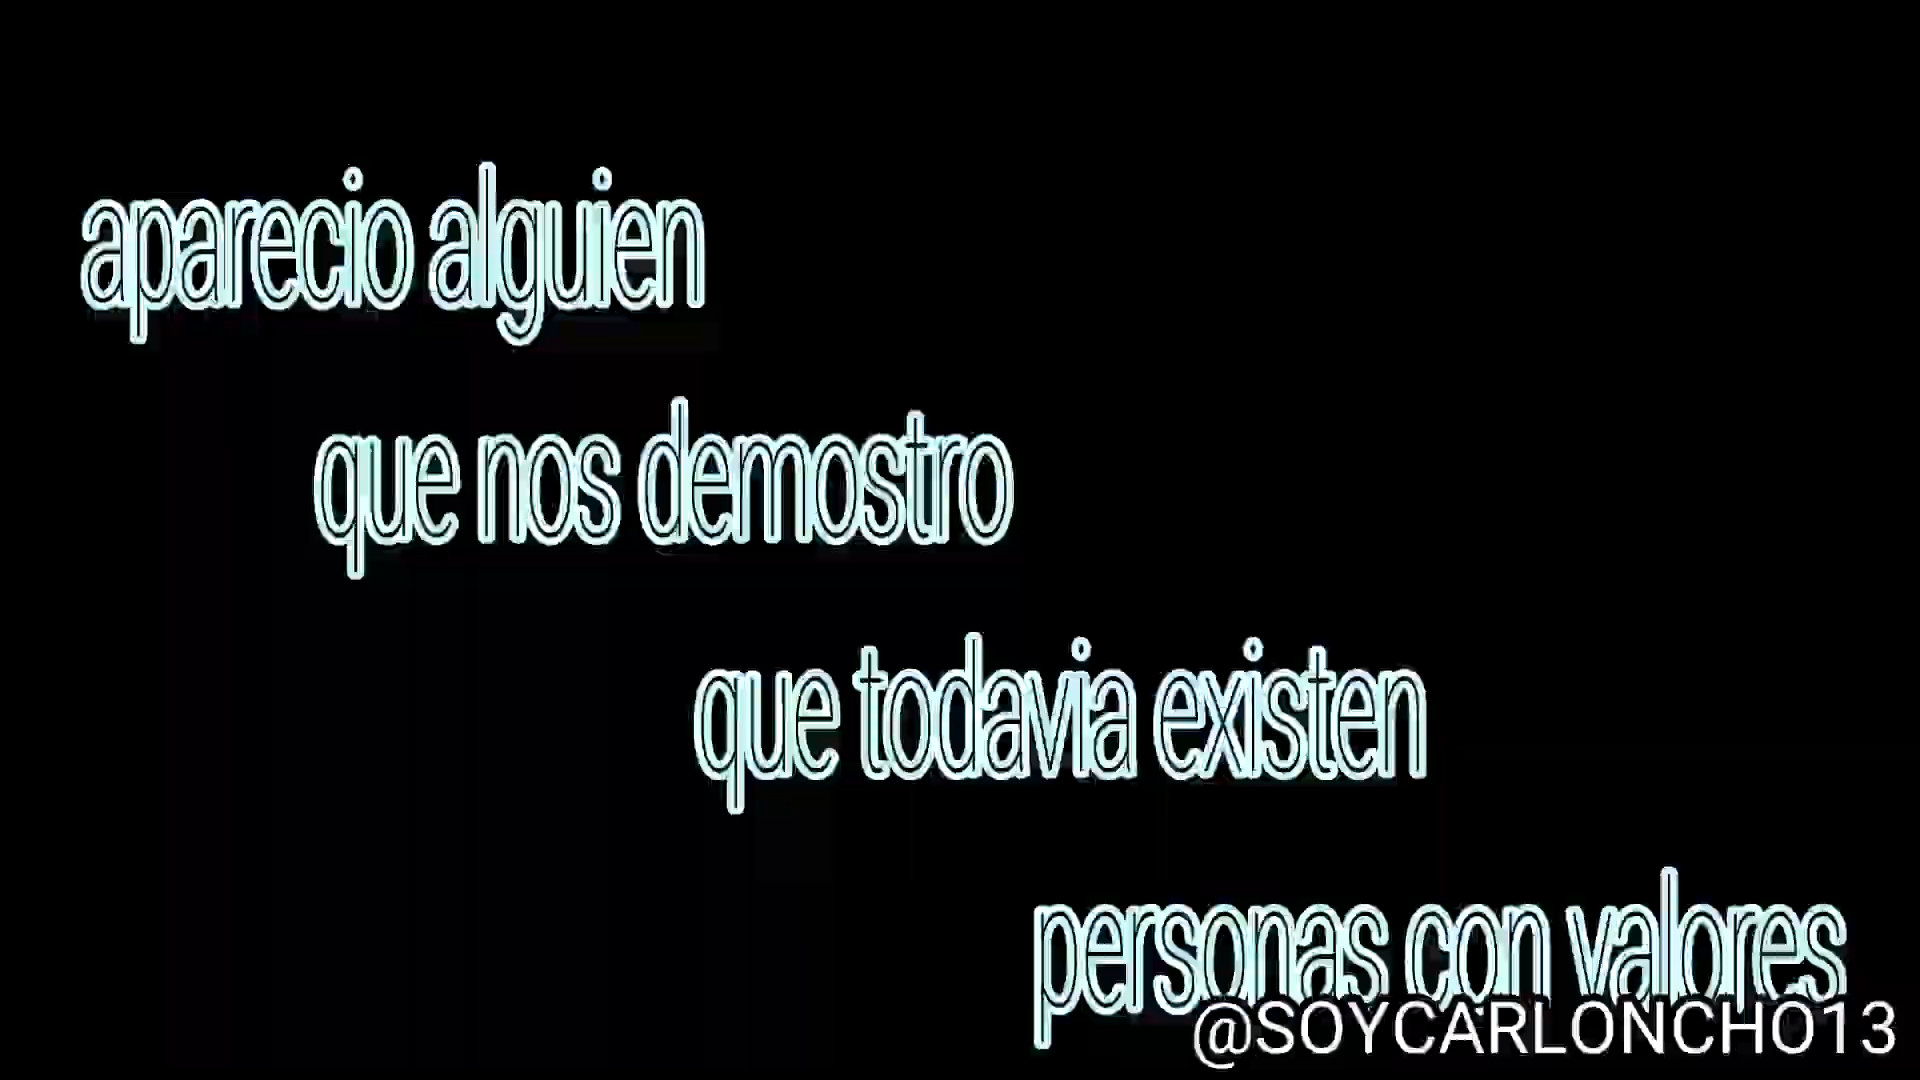 aparecio alguien
que nos demostro
que todavia existen
personas con valores
@SOYCARLONCHO13